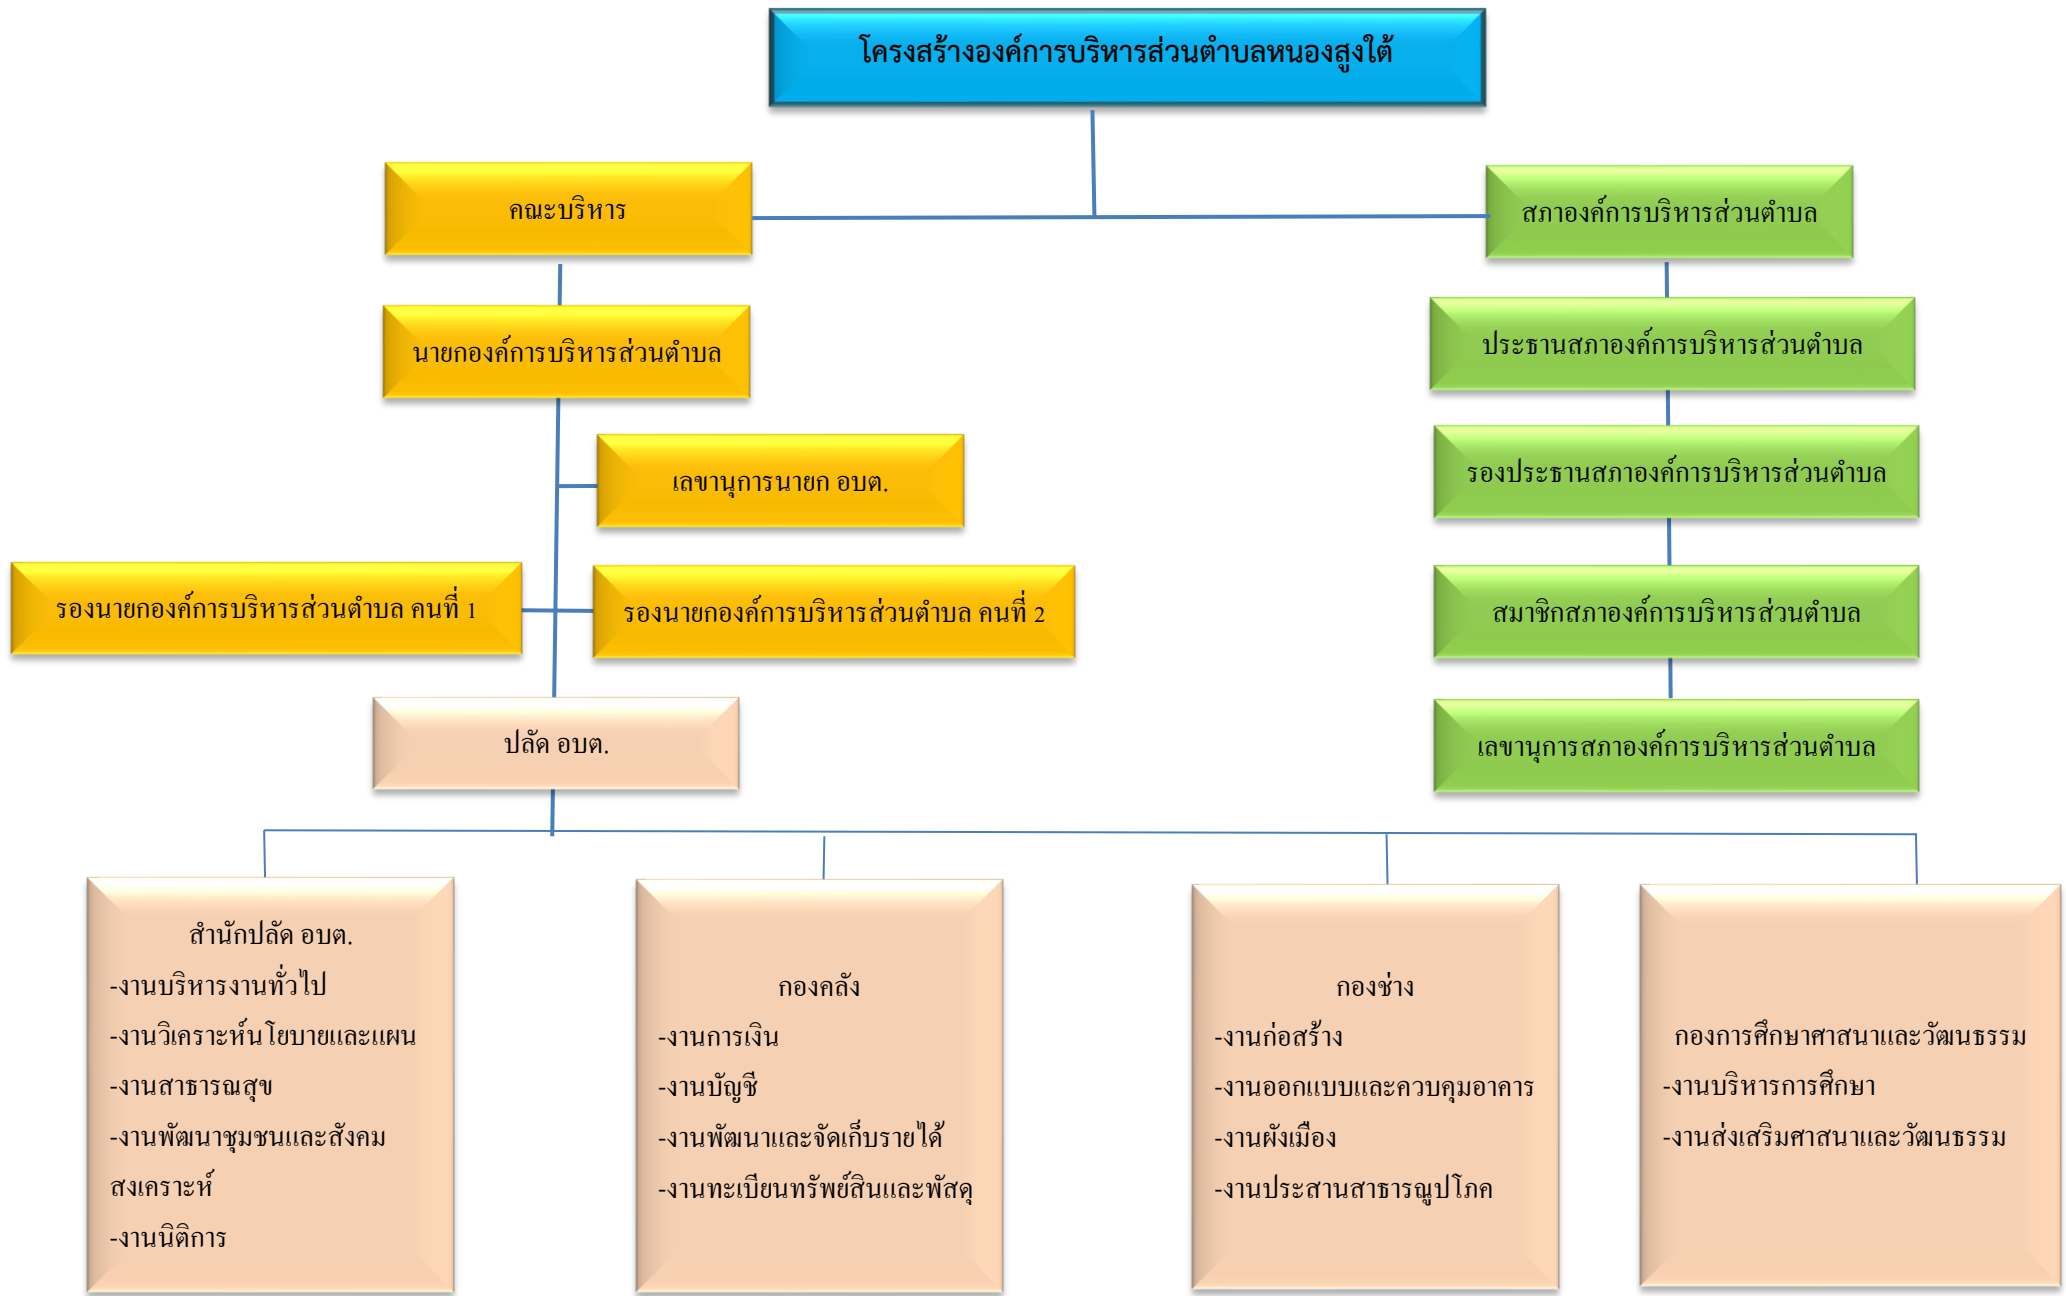 โครงสร้างองค์การบริหารส่วนตำบลหนองสูงใต้
คณะบริหาร
สภาองค์การบริหารส่วนตำบล
นายกองค์การบริหารส่วนตำบล
ประธานสภาองค์การบริหารส่วนตำบล
เลขานุการนายก อบต.
รองประธานสภาองค์การบริหารส่วนตำบล
รองนายกองค์การบริหารส่วนตำบล คนที่ 1
รองนายกองค์การบริหารส่วนตำบล คนที่ 2
สมาชิกสภาองค์การบริหารส่วนตำบล
ปลัด อบต.
เลขานุการสภาองค์การบริหารส่วนตำบล
สำนักปลัด อบต.
-งานบริหารงานทั่วไป
-งานวิเคราะห์นโยบายและแผน
-งานสาธารณสุข
-งานพัฒนาชุมชนและสังคม
สงเคราะห์
-งานนิติการ
กองคลัง
-งานการเงิน
-งานบัญชี
-งานพัฒนาและจัดเก็บรายได้
-งานทะเบียนทรัพย์สินและพัสดุ
กองช่าง
-งานก่อสร้าง
-งานออกแบบและควบคุมอาคาร
-งานผังเมือง
-งานประสานสาธารณูปโภค
กองการศึกษาศาสนาและวัฒนธรรม
-งานบริหารการศึกษา
-งานส่งเสริมศาสนาและวัฒนธรรม